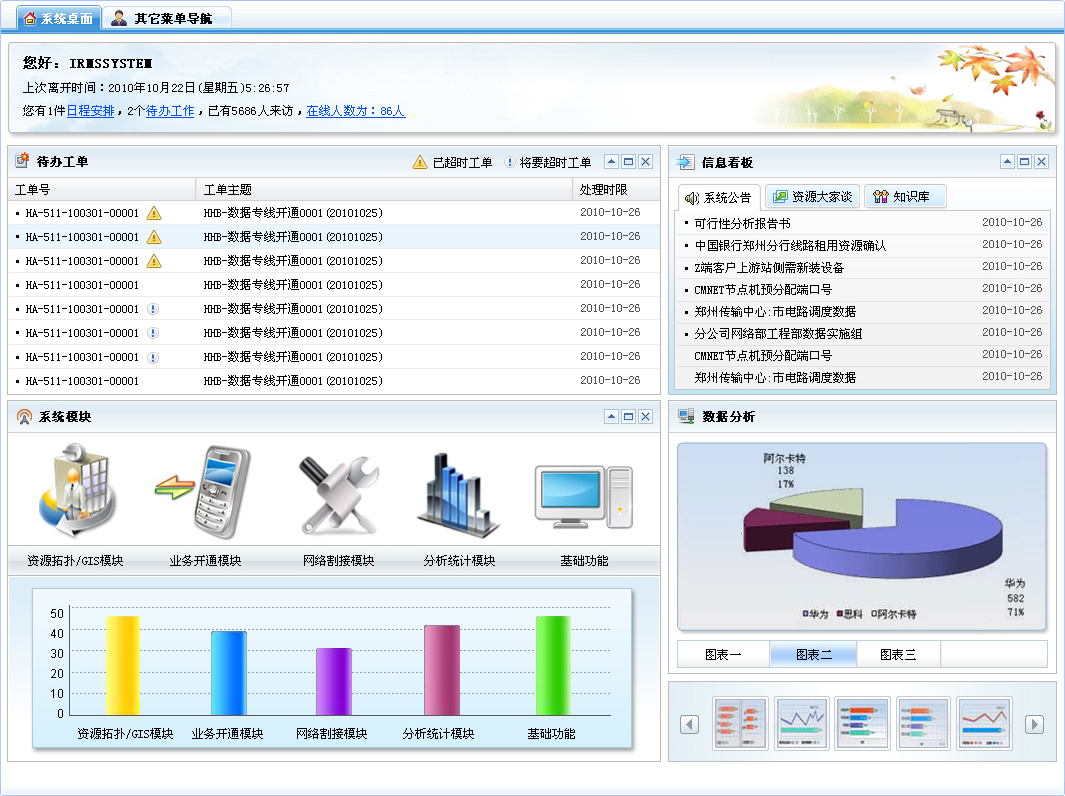 系统桌面 其它菜单导航
您好：IRMSSYSTEM
上次离开时间：2010年10月22日(星期五)5:26:57
您有1件日程安排，2个待办工作，已有5686人来访，在线人数为：86人
待办工单 已超时工单 将要超时工单
工单号 工单主题 处理时限
HA-511-100301-00001 HHB-数据专线开通0001(20101025) 2010-10-26
HA-511-100301-00001 HHB-数据专线开通0001(20101025) 2010-10-26
HA-511-100301-00001 HHB-数据专线开通0001(20101025) 2010-10-26
HA-511-100301-00001 HHB-数据专线开通0001(20101025) 2010-10-26
HA-511-100301-00001 HHB-数据专线开通0001(20101025) 2010-10-26
HA-511-100301-00001 HHB-数据专线开通0001(20101025) 2010-10-26
HA-511-100301-00001 HHB-数据专线开通0001(20101025) 2010-10-26
HA-511-100301-00001 HHB-数据专线开通0001(20101025) 2010-10-26
信息看板
系统公告 资源大家谈 知识库
可行性分析报告书 2010-10-26
中国银行郑州分行线路租用资源确认 2010-10-26
Z端客户上游站侧需新装设备 2010-10-26
CMNET节点机预分配端口号 2010-10-26
郑州传输中心:市电路调度数据 2010-10-26
分公司网络部工程部数据实施组 2010-10-26
CMNET节点机预分配端口号 2010-10-26
郑州传输中心:市电路调度数据 2010-10-26
系统模块
资源拓扑/GIS模块 业务开通模块 网络割接模块 分析统计模块 基础功能
50
40
30
20
10
0
资源拓扑/GIS模块 业务开通模块 网络割接模块 分析统计模块 基础功能
数据分析
阿尔卡特
138
17%
华为
582
71%
华为 思科 阿尔卡特
图表一 图表二 图表三